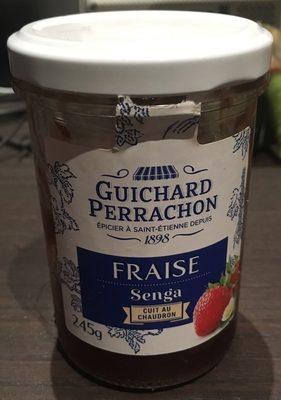 GUICHARD
PERRACHON
ÉPICIER À SAINT-ÉTIENNE DEPUIS
1898
FRAISE
Senga
CUIT AU
CHAUDRON
245g